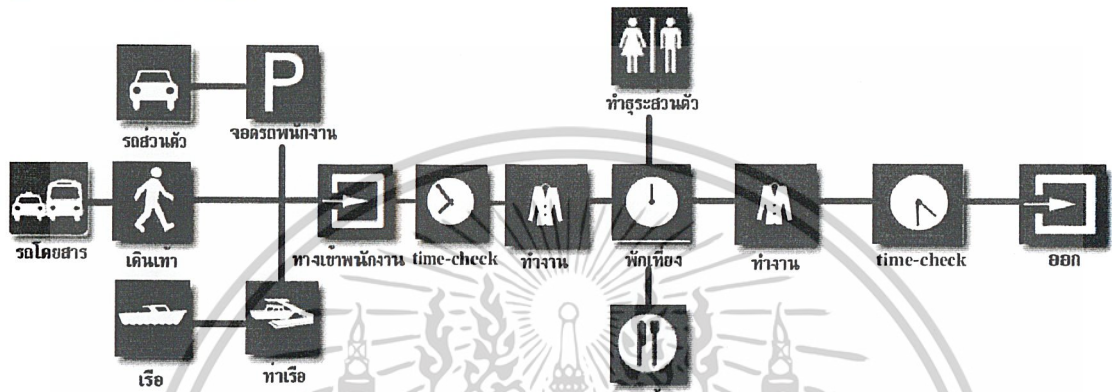 ทำธุระส่วนตัว
รถส่วนตัว
จอดรถพนักงาน
P
รถโดยสาร
เดินเท้า
ทางเข้าพนักงาน
time-check
ทำงาน
พักเที่ยง
ทำงาน
time-check
ออก
เรือ
ท่าเรือ